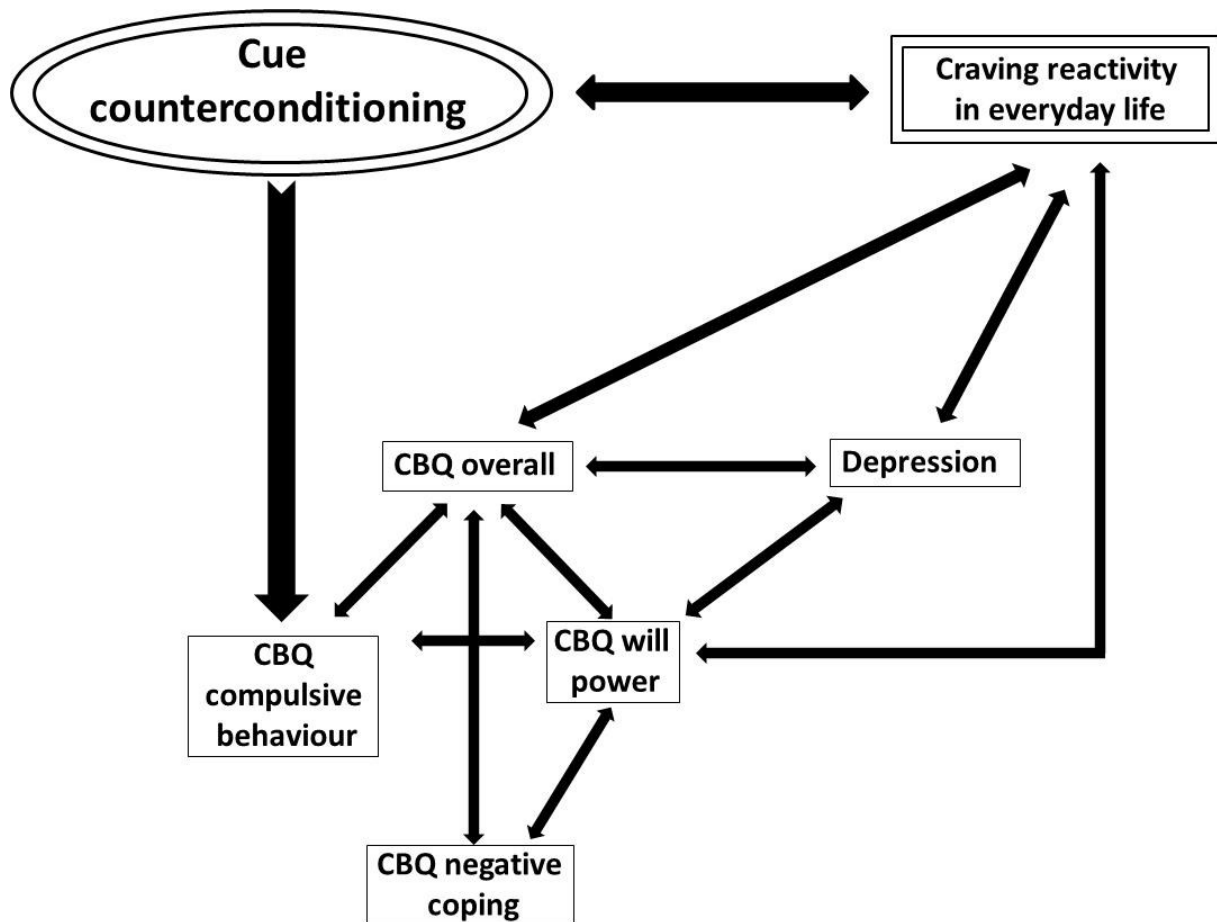 Cue
counterconditioning
Craving reactivity
in everyday life
CBQ overall
Depression
CBQ
compulsive
behaviour
CBQ will
power
CBQ negative
coping